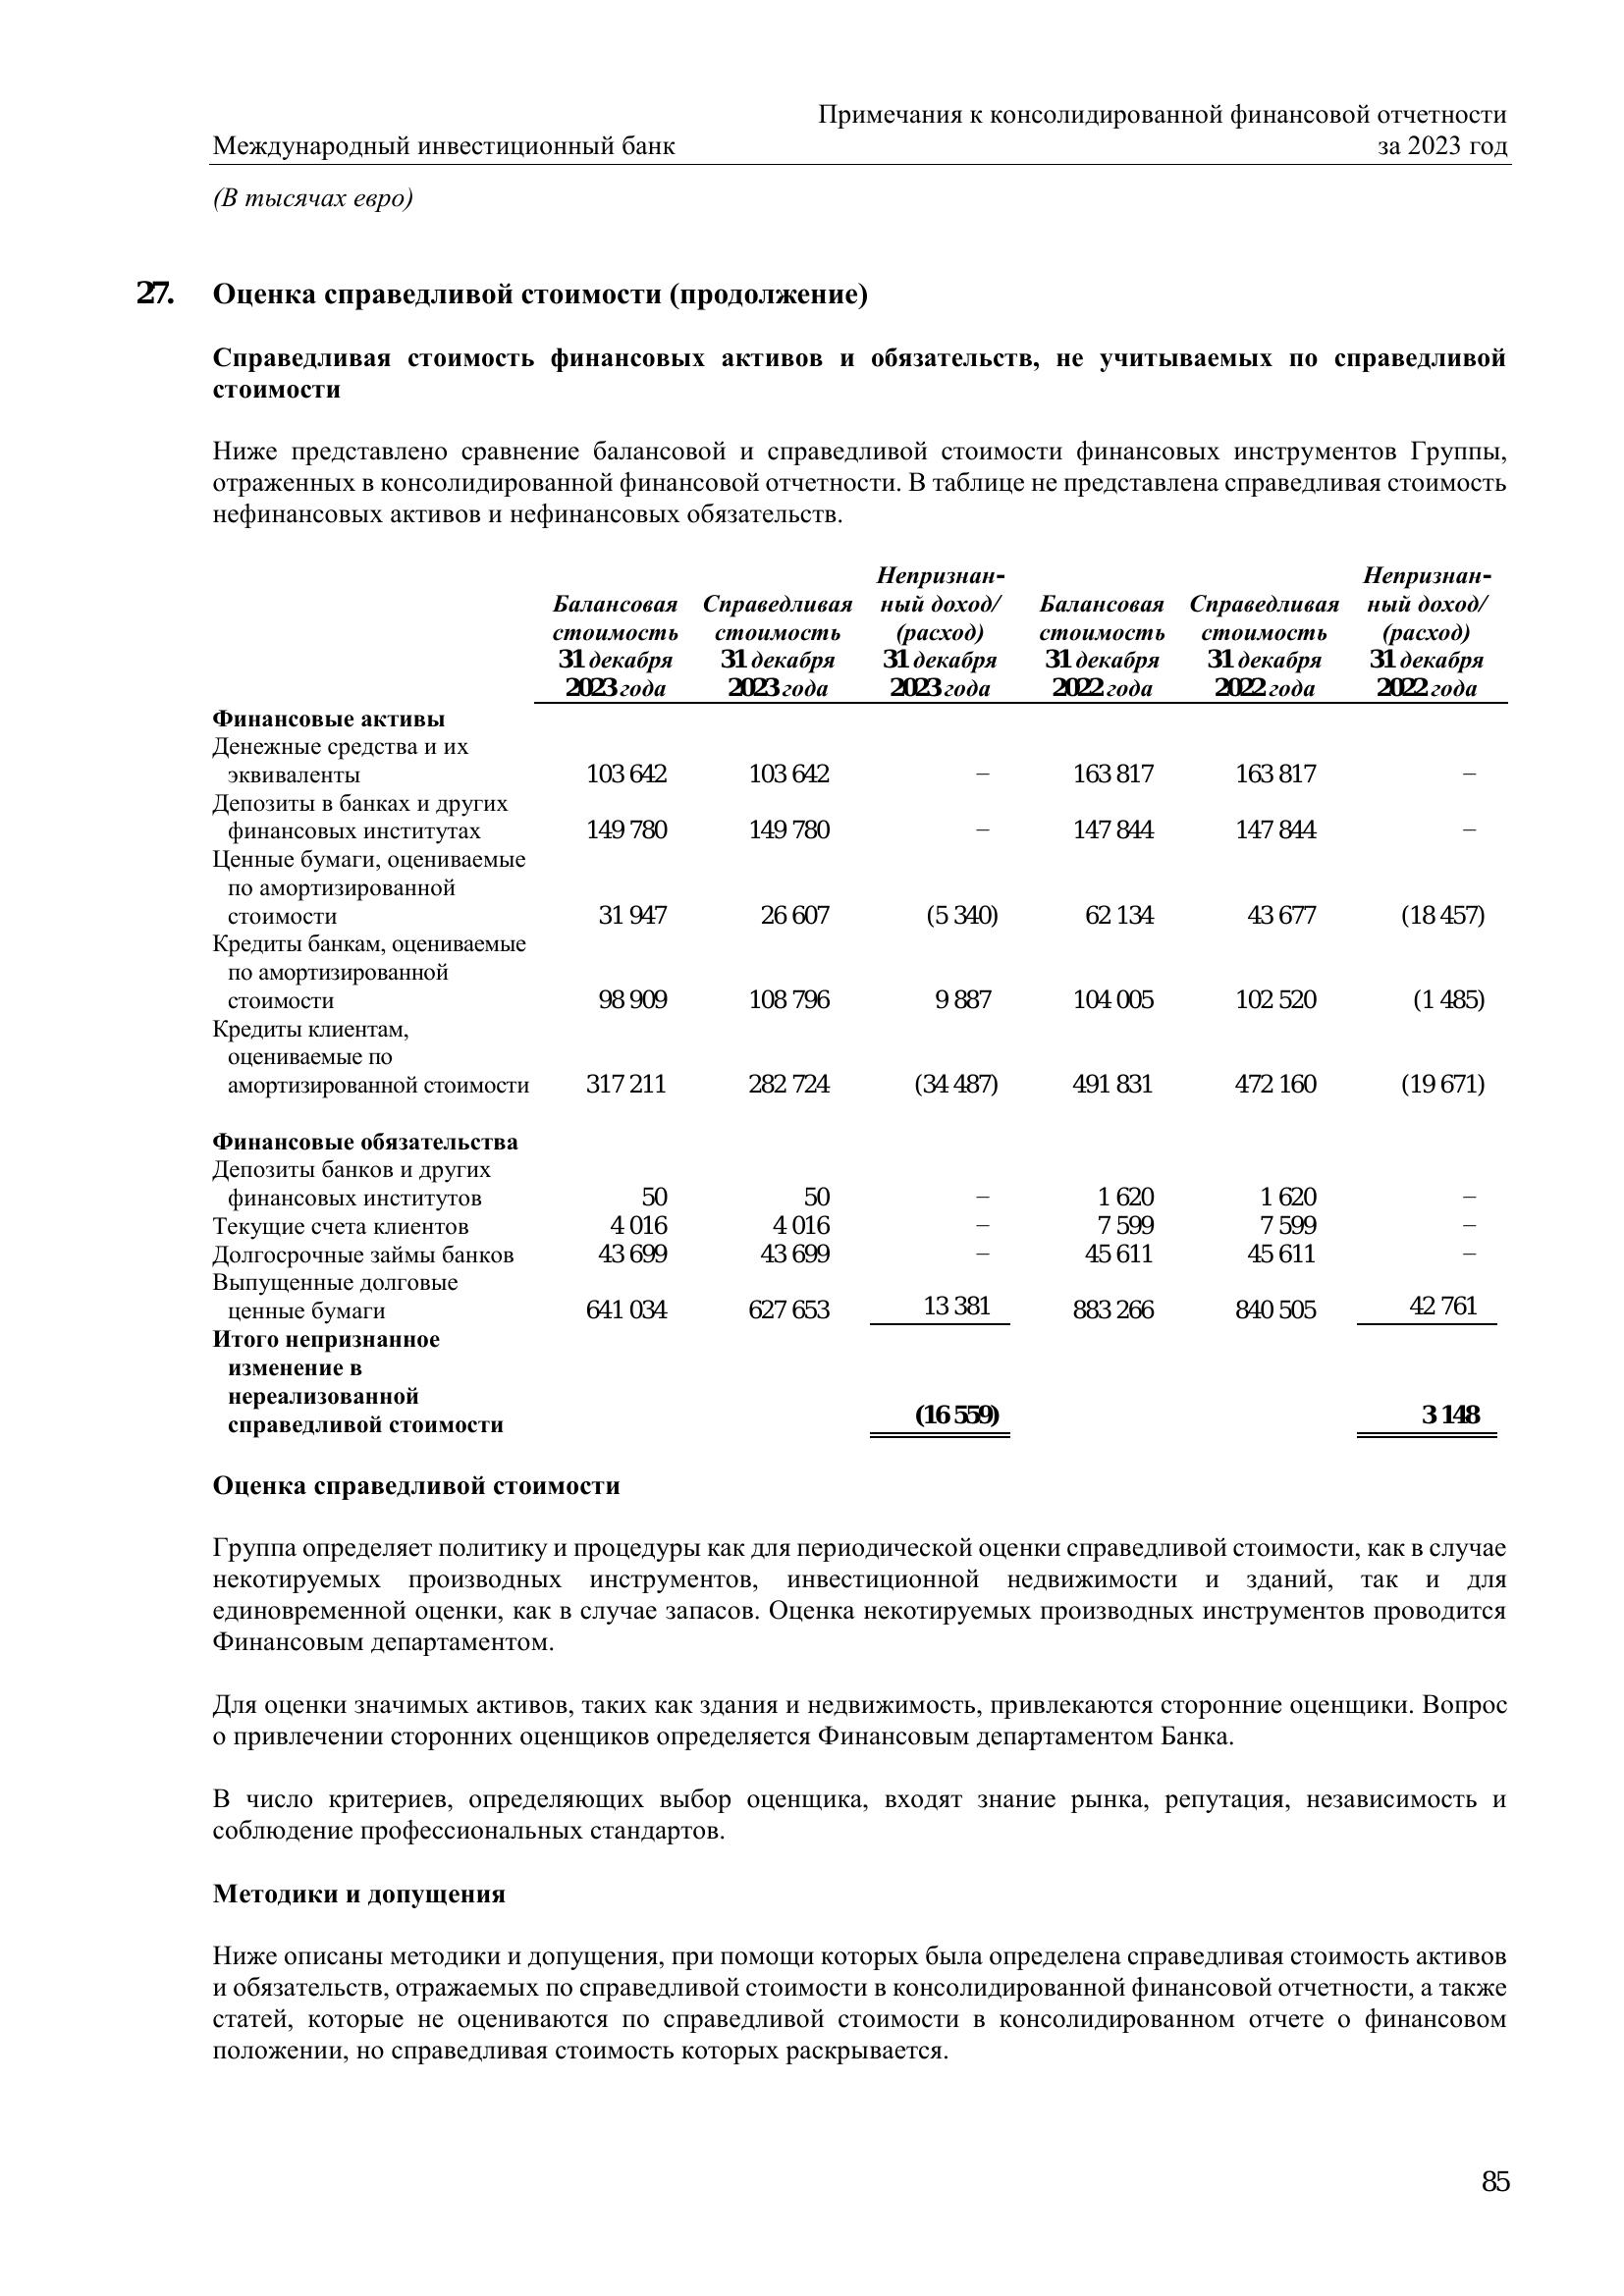 Примечания к консолидированной финансовой отчетности
Международный инвестиционный банк за 2023 год
(В тысячах евро)
27. Оценка справедливой стоимости (продолжение)
Справедливая стоимость финансовых активов и обязательств, не учитываемых по справедливой
стоимости
Ниже представлено сравнение балансовой и справедливой стоимости финансовых инструментов Группы,
отраженных в консолидированной финансовой отчетности. В таблице не представлена справедливая стоимость
нефинансовых активов и нефинансовых обязательств.
Непризнан- Непризнан-
Балансовая Справедливая ный доход/ Балансовая Справедливая ный доход/
стоимость стоимость (расход) стоимость стоимость (расход)
31 декабря 31 декабря 31 декабря 31 декабря 31 декабря 31 декабря
2023 года 2023 года 2023 года 2022 года 2022 года 2022 года
Финансовые активы
Денежные средства и их
эквиваленты 103 642 103 642 – 163 817 163 817 –
Депозиты в банках и других
финансовых институтах 149 780 149 780 – 147 844 147 844 –
Ценные бумаги, оцениваемые
по амортизированной
стоимости 31 947 26 607 (5 340) 62 134 43 677 (18 457)
Кредиты банкам, оцениваемые
по амортизированной
стоимости 98 909 108 796 9 887 104 005 102 520 (1 485)
Кредиты клиентам,
оцениваемые по
амортизированной стоимости 317 211 282 724 (34 487) 491 831 472 160 (19 671)
Финансовые обязательства
Депозиты банков и других
финансовых институтов 50 50 – 1 620 1 620 –
Текущие счета клиентов 4 016 4 016 – 7 599 7 599 –
Долгосрочные займы банков 43 699 43 699 – 45 611 45 611 –
Выпущенные долговые
ценные бумаги 641 034 627 653 13 381 883 266 840 505 42 761
Итого непризнанное
изменение в
нереализованной
справедливой стоимости (16 559) 3 148
Оценка справедливой стоимости
Группа определяет политику и процедуры как для периодической оценки справедливой стоимости, как в случае
некотируемых производных инструментов, инвестиционной недвижимости и зданий, так и для
единовременной оценки, как в случае запасов. Оценка некотируемых производных инструментов проводится
Финансовым департаментом.
Для оценки значимых активов, таких как здания и недвижимость, привлекаются сторонние оценщики. Вопрос
о привлечении сторонних оценщиков определяется Финансовым департаментом Банка.
В число критериев, определяющих выбор оценщика, входят знание рынка, репутация, независимость и
соблюдение профессиональных стандартов.
Методики и допущения
Ниже описаны методики и допущения, при помощи которых была определена справедливая стоимость активов
и обязательств, отражаемых по справедливой стоимости в консолидированной финансовой отчетности, а также
статей, которые не оцениваются по справедливой стоимости в консолидированном отчете о финансовом
положении, но справедливая стоимость которых раскрывается.
85